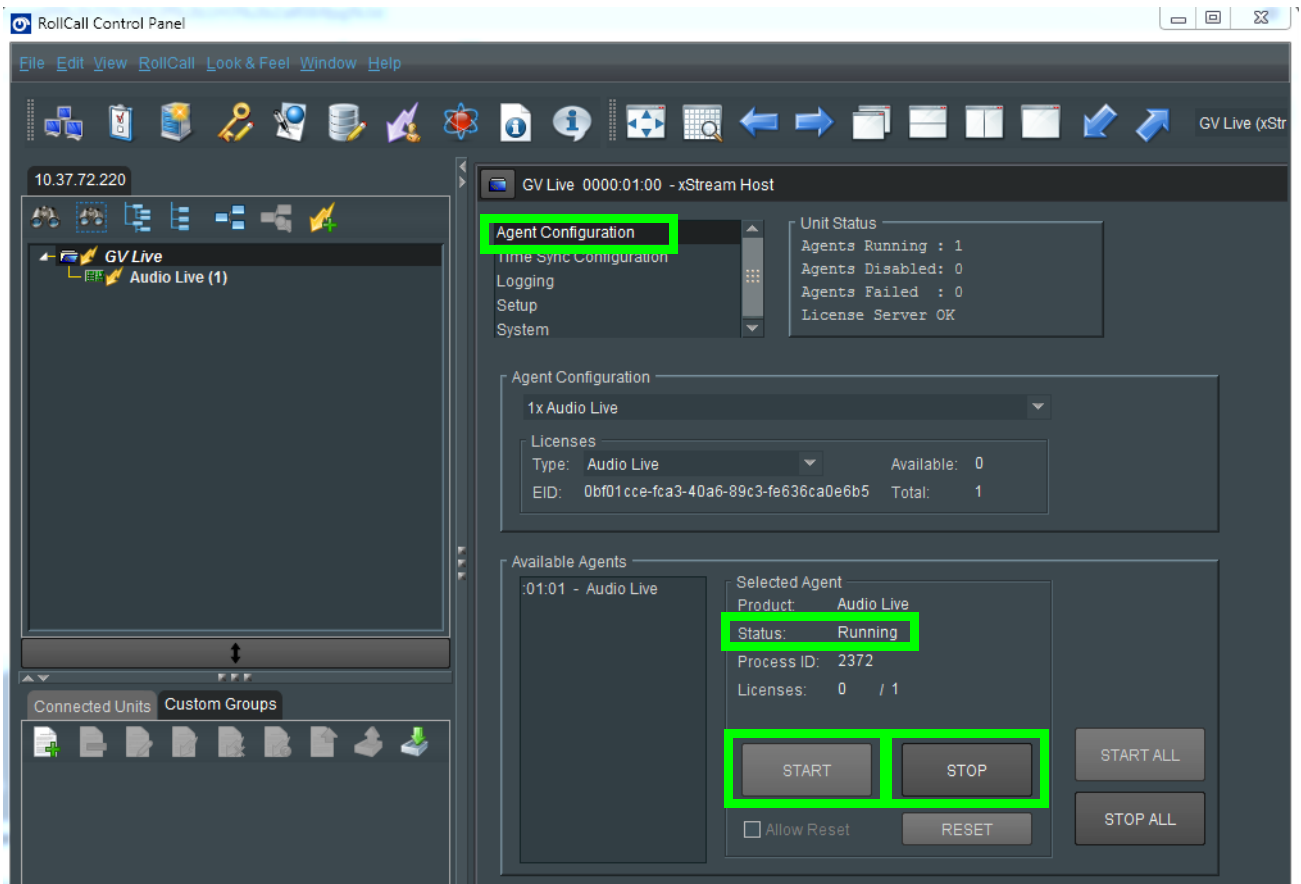 RollCall Control Panel
File Edit View RollCall Look & Feel Window Help
GV Live (xStr
10.37.72.220
GV Live
Audio Live (1)
Connected Units Custom Groups
GV Live 0000:01:00 - xStream Host
Agent Configuration
Time Sync Configuration
Logging
Setup
System
Unit Status
Agents Running : 1
Agents Disabled: 0
Agents Failed : 0
License Server OK
Agent Configuration
1x Audio Live
Licenses
Type: Audio Live Available: 0
EID: 0bf01cce-fca3-40a6-89c3-fe636ca0e6b5 Total: 1
Available Agents
:01:01 - Audio Live
Selected Agent
Product: Audio Live
Status: Running
Process ID: 2372
Licenses: 0 / 1
START STOP
Allow Reset RESET
START ALL
STOP ALL